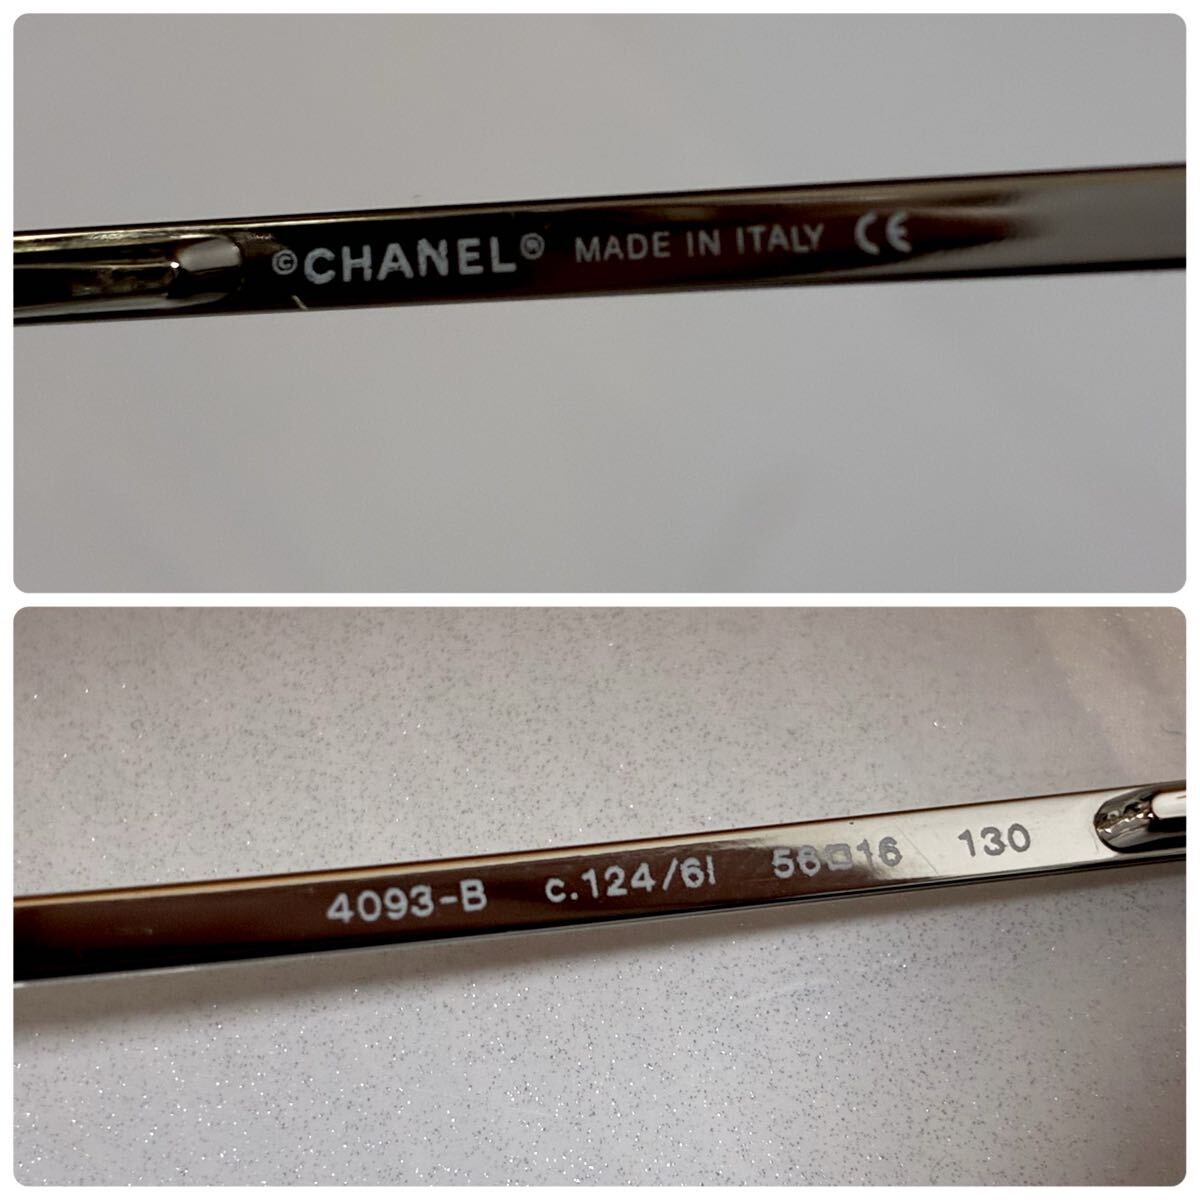 ©CHANEL® MADE IN ITALY CE
4093-B c.124/6I 56□16 130